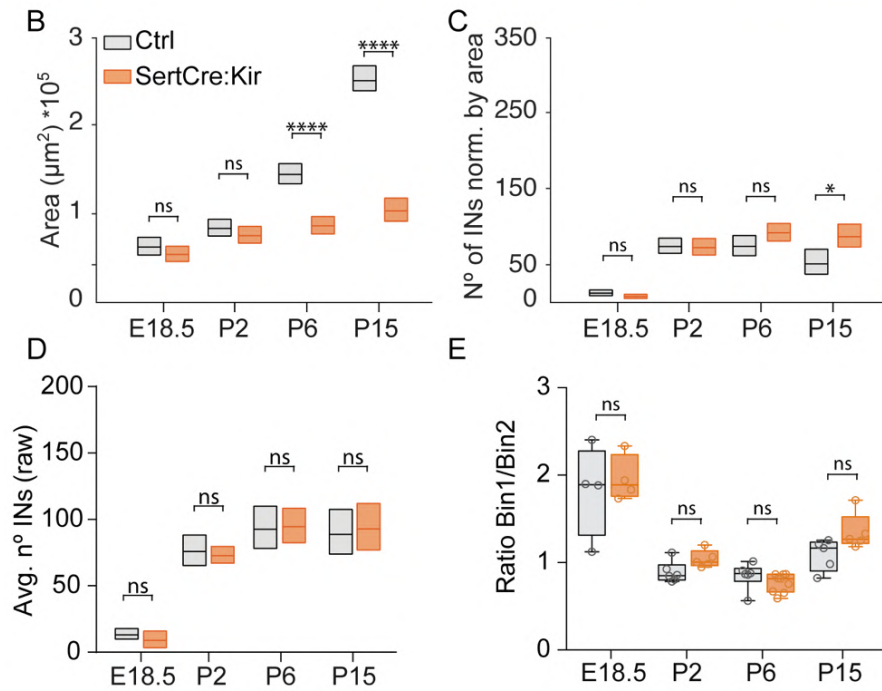 B
Ctrl
SertCre:Kir
Area (µm²) *10⁵
3
2
1
0
ns
ns
****
****
E18.5 P2 P6 P15
C
Nº of INs norm. by area
350
250
150
50
0
ns
ns
ns
*
E18.5 P2 P6 P15
D
Avg. nº INs (raw)
200
150
100
50
0
ns
ns
ns
ns
E18.5 P2 P6 P15
E
Ratio Bin1/Bin2
3
2
1
0
ns
ns
ns
ns
E18.5 P2 P6 P15